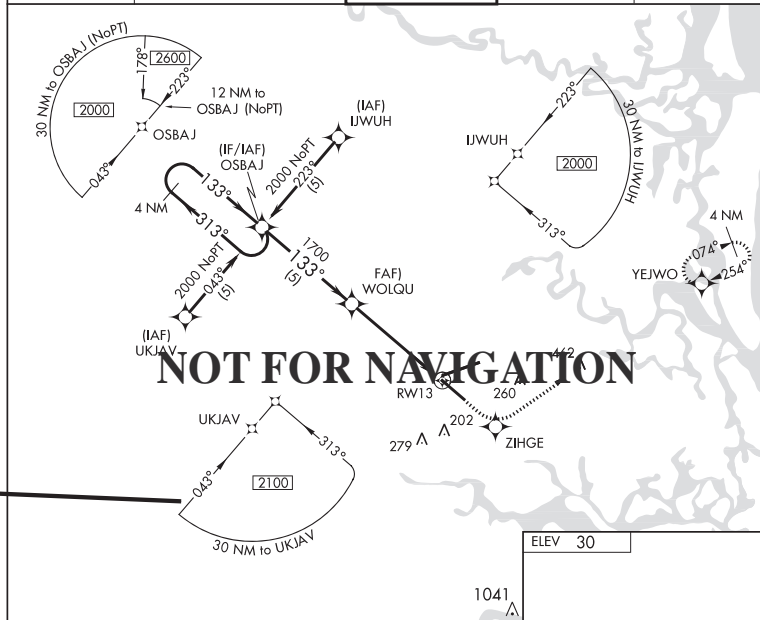 30 NM to OSBAJ (NoPT)
178°
2600
223°
12 NM to
OSBAJ (NoPT)
2000
OSBAJ
043°
(IAF)
IJWUH
(IF/IAF)
OSBAJ
2000 NoPT
223°
(5)
133°
4 NM
313°
2000 NoPT
043°
(5)
(IAF)
UKJAV
1700
133°
(5)
FAF)
WOLQU
223°
30 NM to IJWUH
IJWUH
2000
313°
4 NM
074°
254°
YEJWO
NOT FOR NAVIGATION
462
RW13
260
202
279
ZIHGE
UKJAV
313°
043°
2100
30 NM to UKJAV
ELEV 30
1041